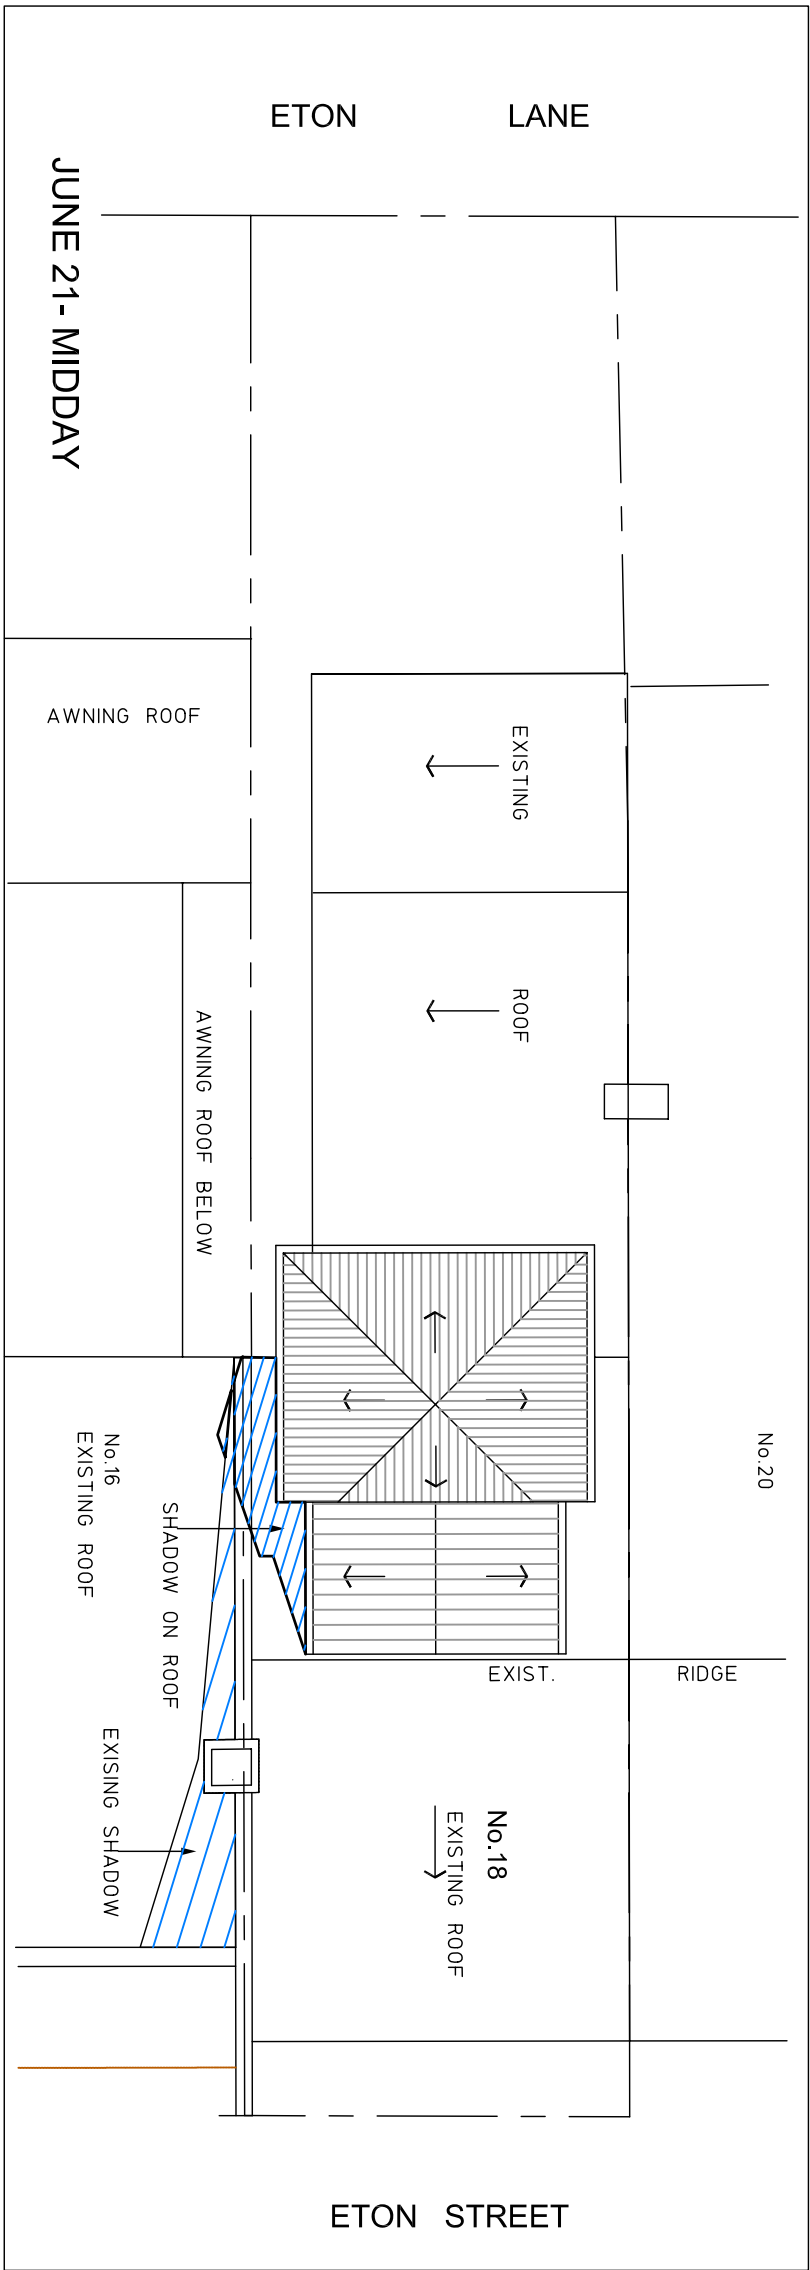 ETON LANE
JUNE 21- MIDDAY
AWNING ROOF
EXISTING
ROOF
AWNING ROOF BELOW
No.20
No.16
EXISTING ROOF
SHADOW ON ROOF
EXIST. RIDGE
EXISING SHADOW
No.18
EXISTING ROOF
ETON STREET